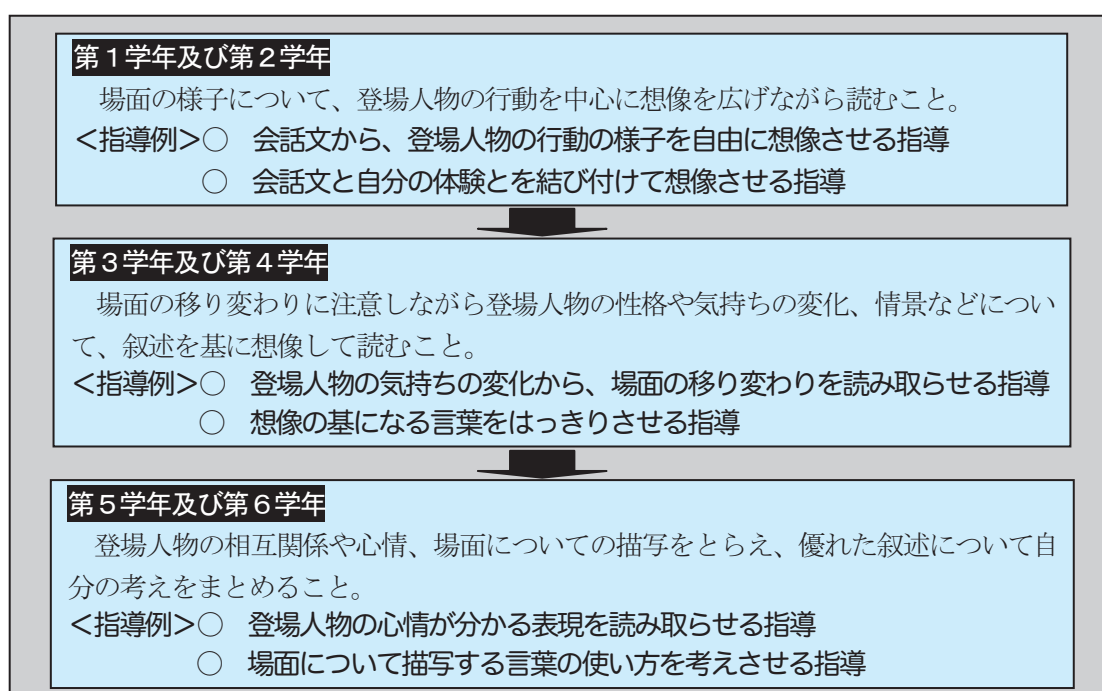 第1学年及び第2学年
場面の様子について、登場人物の行動を中心に想像を広げながら読むこと。
<指導例>○　会話文から、登場人物の行動の様子を自由に想像させる指導
○　会話文と自分の体験とを結び付けて想像させる指導
第3学年及び第4学年
場面の移り変わりに注意しながら登場人物の性格や気持ちの変化、情景などについ
て、叙述を基に想像して読むこと。
<指導例>○　登場人物の気持ちの変化から、場面の移り変わりを読み取らせる指導
○　想像の基になる言葉をはっきりさせる指導
第5学年及び第6学年
登場人物の相互関係や心情、場面についての描写をとらえ、優れた叙述について自
分の考えをまとめること。
<指導例>○　登場人物の心情が分かる表現を読み取らせる指導
○　場面について描写する言葉の使い方を考えさせる指導